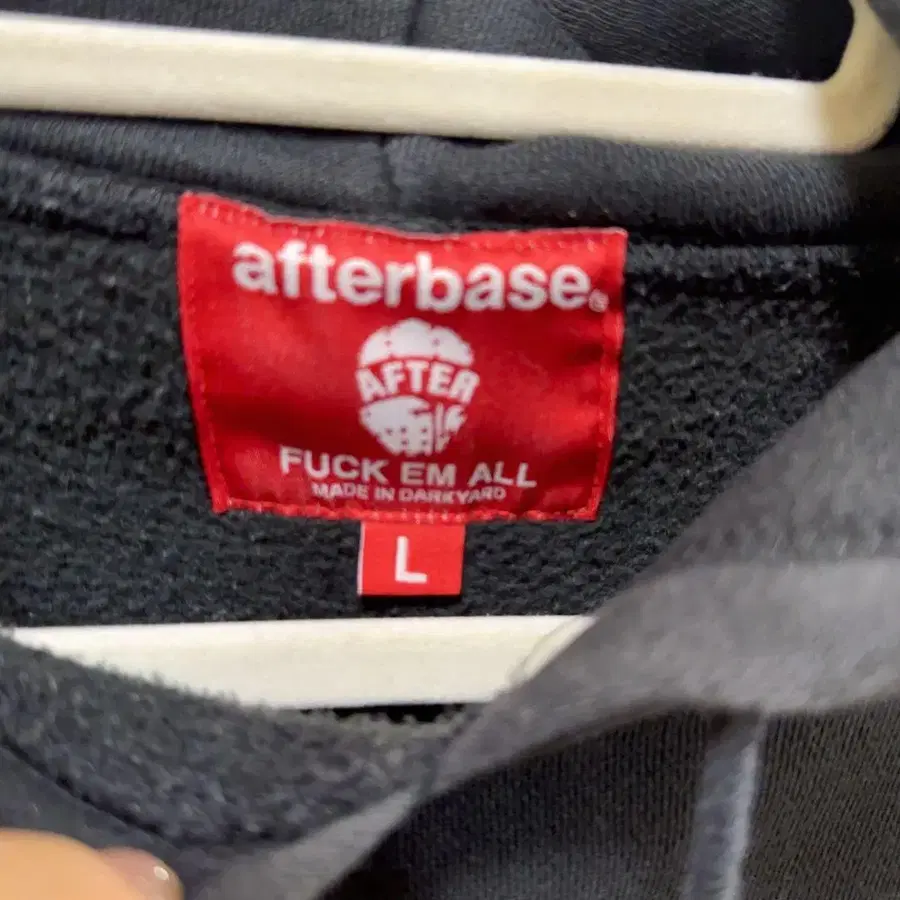 afterbase®
AFTER
FUCK EM ALL
MADE IN DARKYARD
L